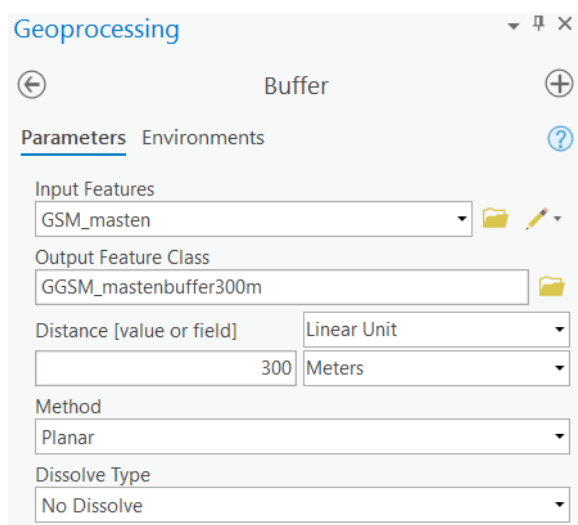 Geoprocessing
Buffer
Parameters Environments
Input Features
GSM_masten
Output Feature Class
GGSM_mastenbuffer300m
Distance [value or field] Linear Unit
300 Meters
Method
Planar
Dissolve Type
No Dissolve